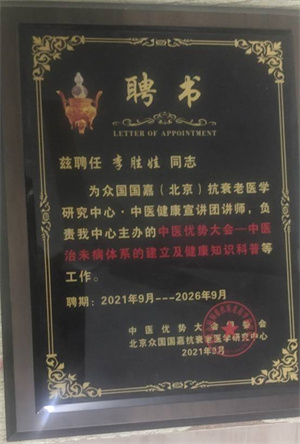 聘书
LETTER OF APPOINTMENT
兹聘任 李胜娃 同志
为众国国嘉（北京）抗衰老医学
研究中心·中医健康宣讲团讲师，负
责我中心主办的中医优势大会—中医
治未病体系的建立及健康知识科普等
工作。
聘期：2021年9月——2026年9月
中医优势大会组委会
北京众国国嘉抗衰老医学研究中心
2021年9月